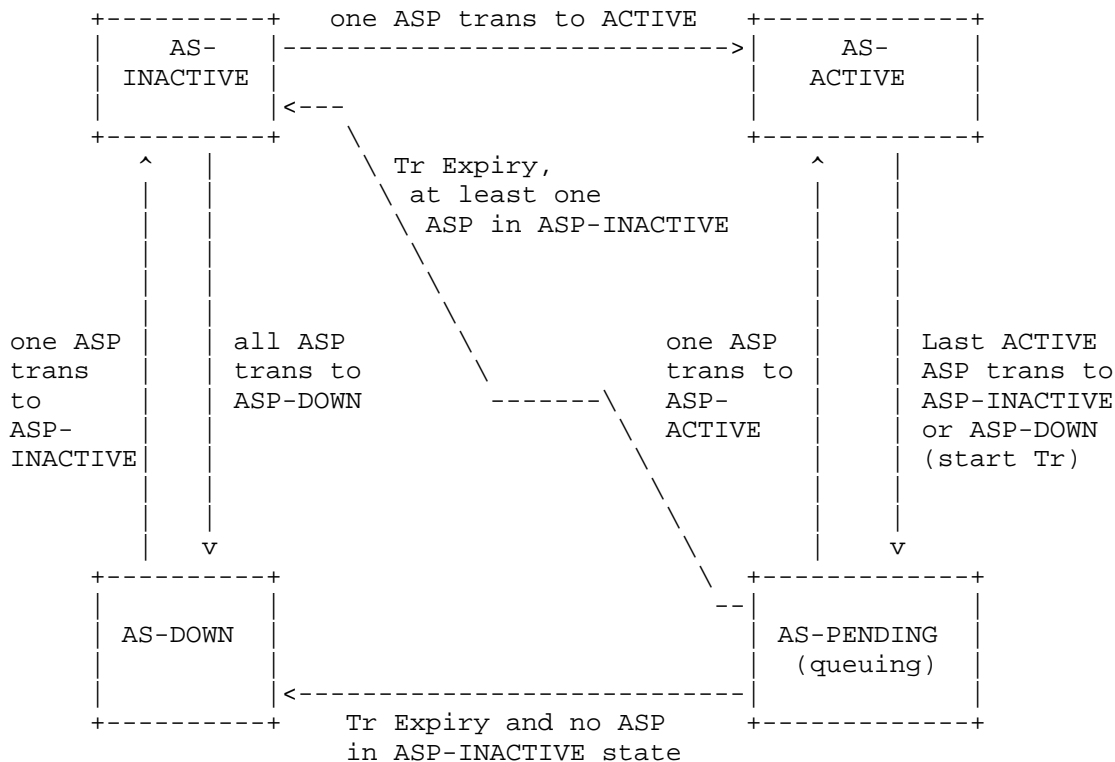 one ASP trans to ACTIVE
AS-
INACTIVE
AS-
ACTIVE
Tr Expiry,
at least one
ASP in ASP-INACTIVE
one ASP
trans
to
ASP-
INACTIVE
all ASP
trans to
ASP-DOWN
one ASP
trans to
ASP-
ACTIVE
Last ACTIVE
ASP trans to
ASP-INACTIVE
or ASP-DOWN
(start Tr)
AS-DOWN
AS-PENDING
(queuing)
Tr Expiry and no ASP
in ASP-INACTIVE state